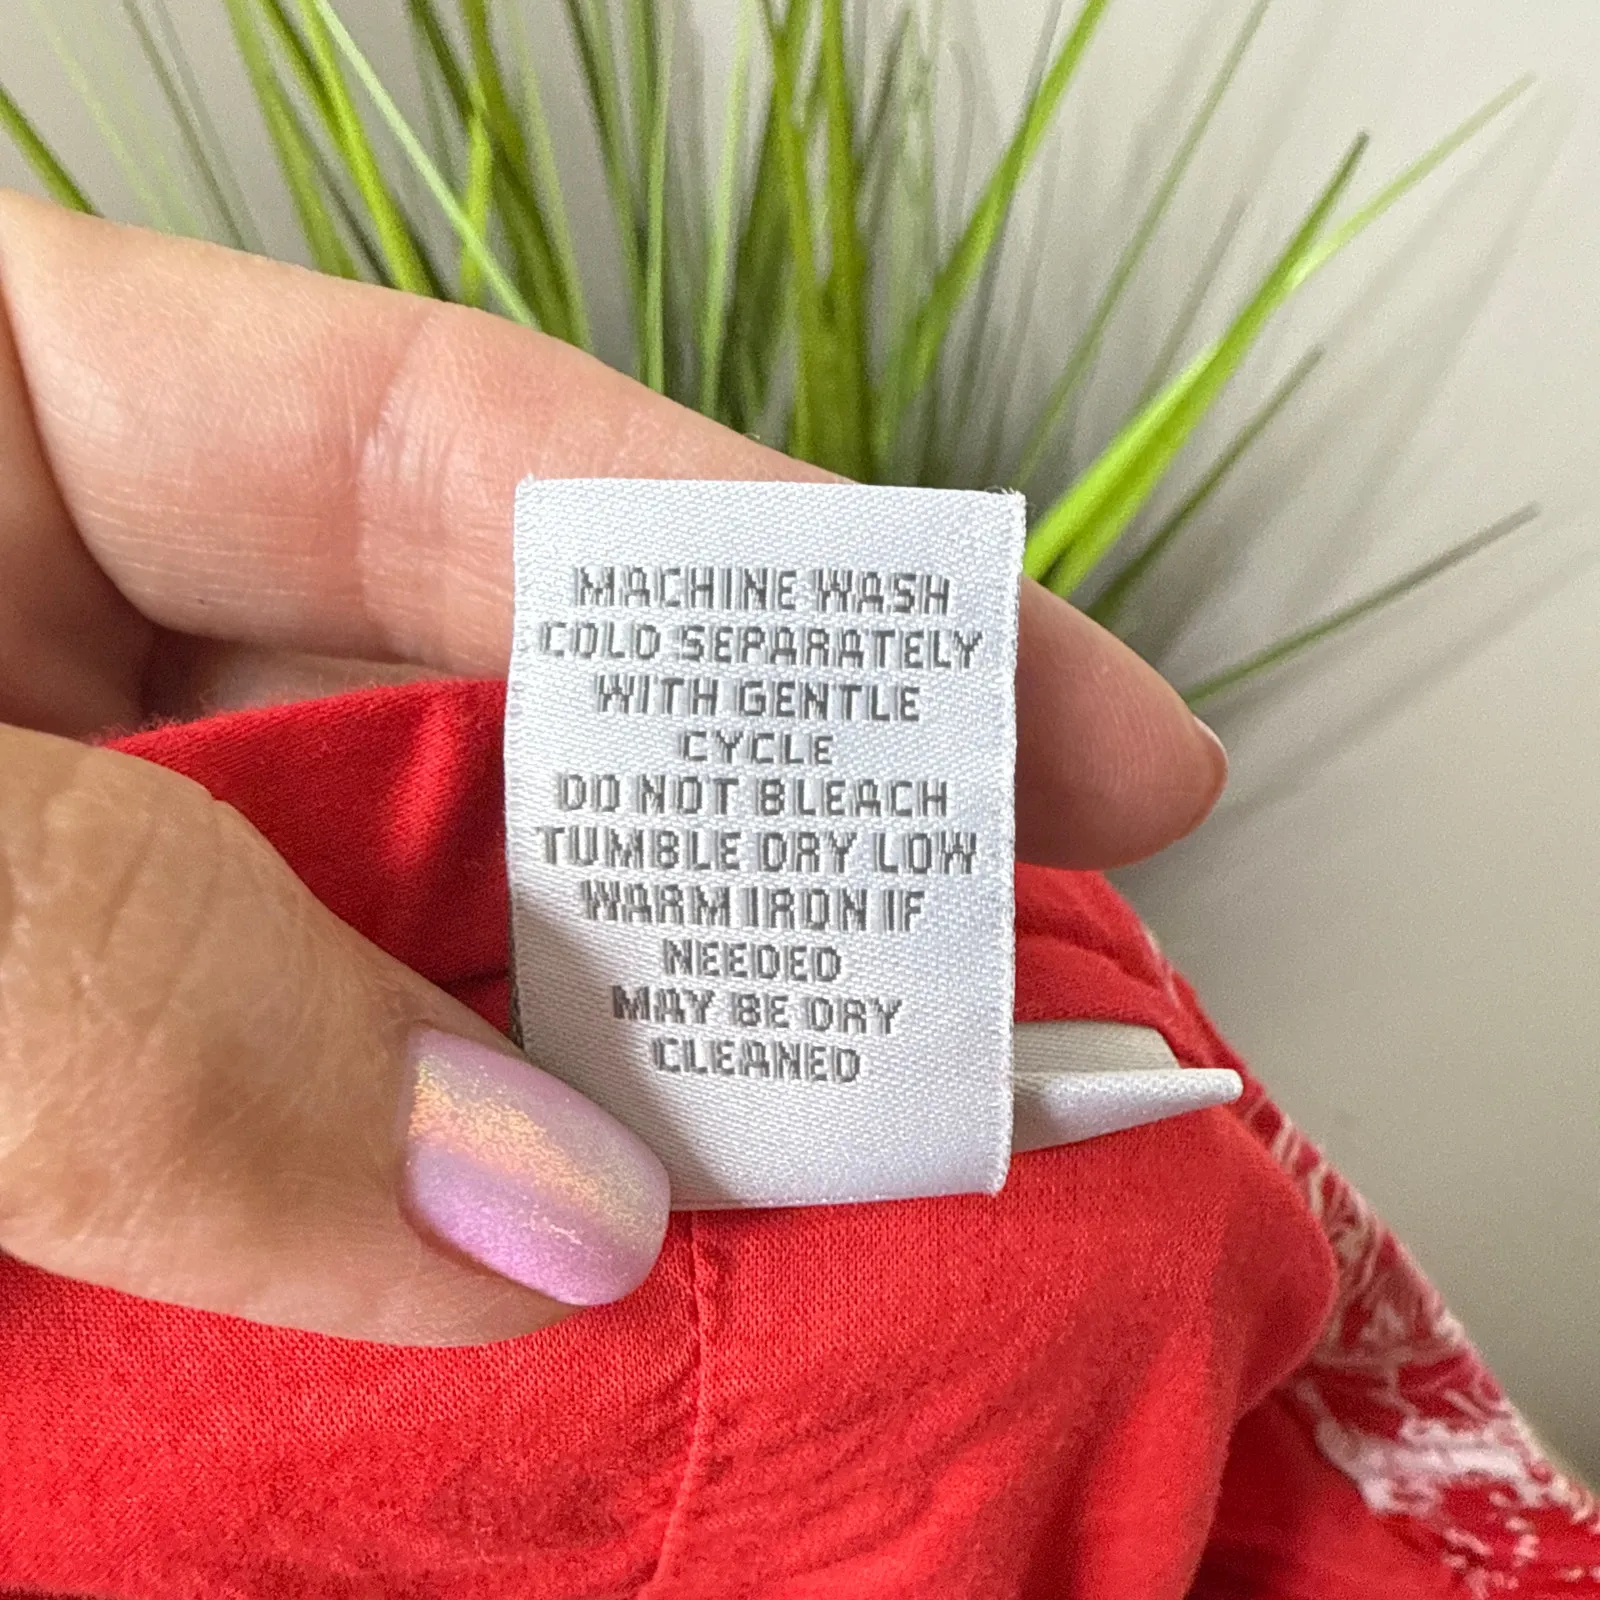 MACHINE WASH
COLD SEPARATELY
WITH GENTLE
CYCLE
DO NOT BLEACH
TUMBLE DRY LOW
WARM IRON IF
NEEDED
MAY BE DRY
CLEANED